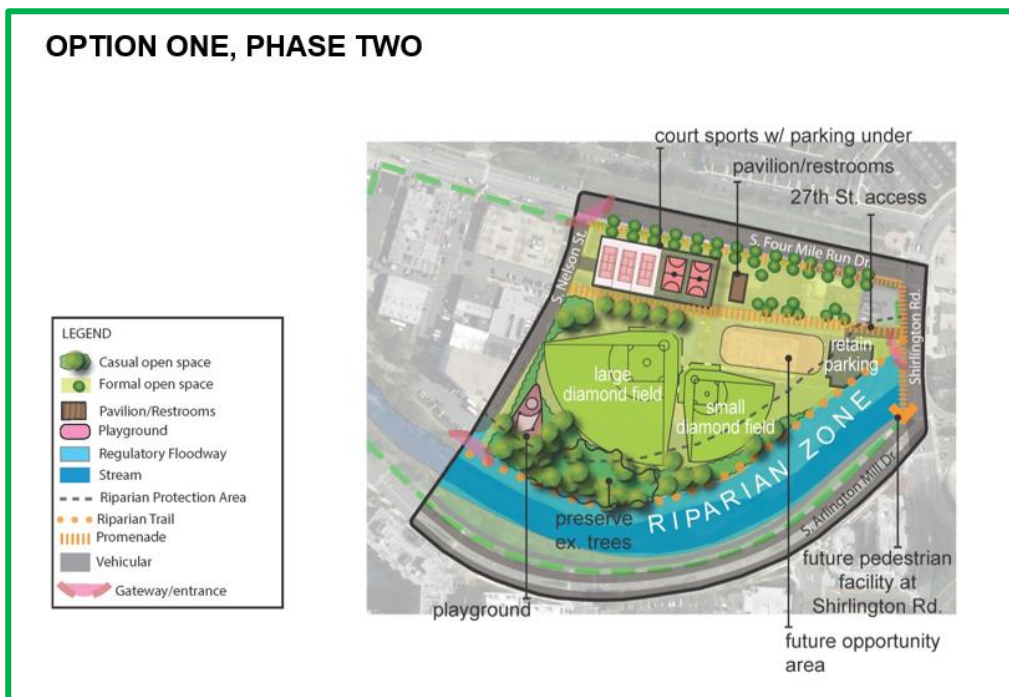 OPTION ONE, PHASE TWO
court sports w/ parking under
pavilion/restrooms
27th St. access
S. Four Mile Run Dr.
S. Nelson St.
Shirlington Rd.
retain
parking
large
diamond field
small
diamond field
RIPARIAN ZONE
S. Arlington Mill Dr.
preserve
ex. trees
playground
future pedestrian
facility at
Shirlington Rd.
future opportunity
area
LEGEND
Casual open space
Formal open space
Pavilion/Restrooms
Playground
Regulatory Floodway
Stream
Riparian Protection Area
Riparian Trail
Promenade
Vehicular
Gateway/entrance